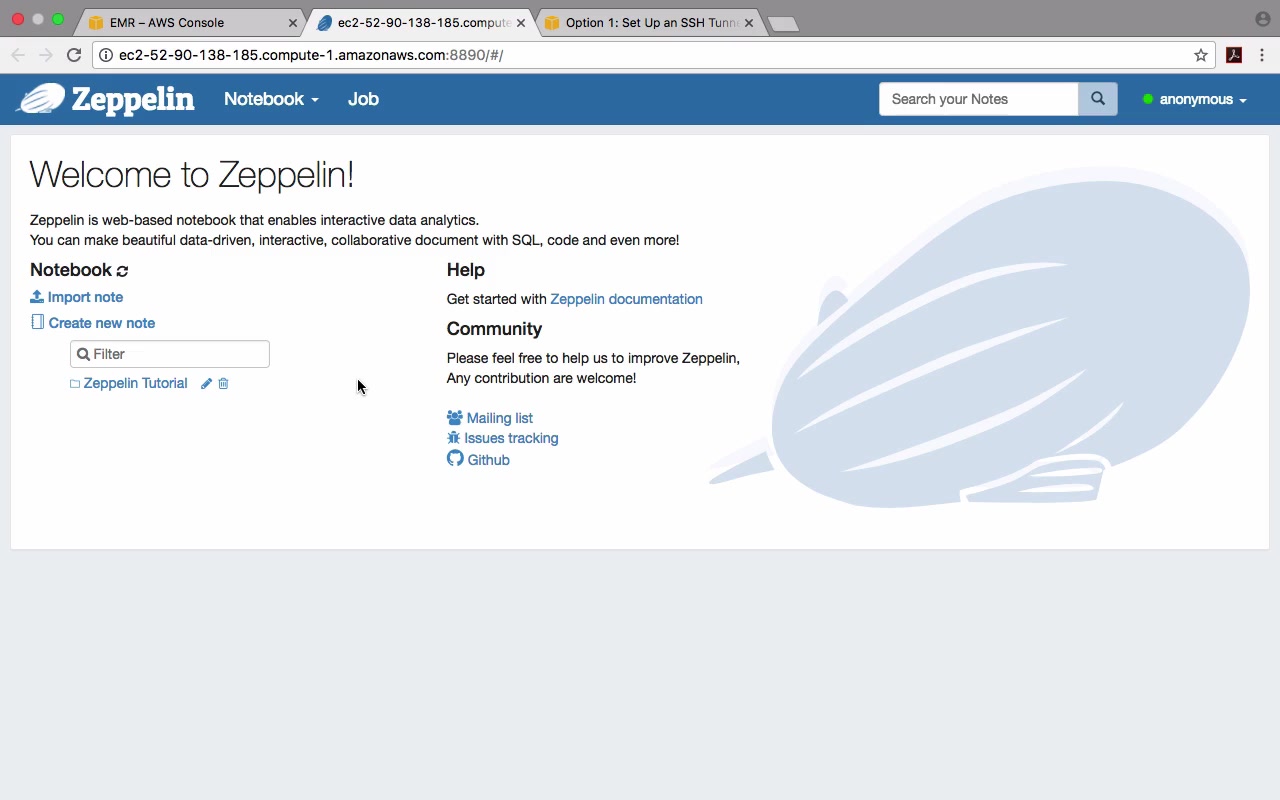 EMR – AWS Console
ec2-52-90-138-185.compute
Option 1: Set Up an SSH Tunn
ec2-52-90-138-185.compute-1.amazonaws.com:8890/#/
Zeppelin
Notebook
Job
Search your Notes
anonymous
Welcome to Zeppelin!
Zeppelin is web-based notebook that enables interactive data analytics.
You can make beautiful data-driven, interactive, collaborative document with SQL, code and even more!
Notebook
Import note
Create new note
Filter
Zeppelin Tutorial
Help
Get started with Zeppelin documentation
Community
Please feel free to help us to improve Zeppelin,
Any contribution are welcome!
Mailing list
Issues tracking
Github